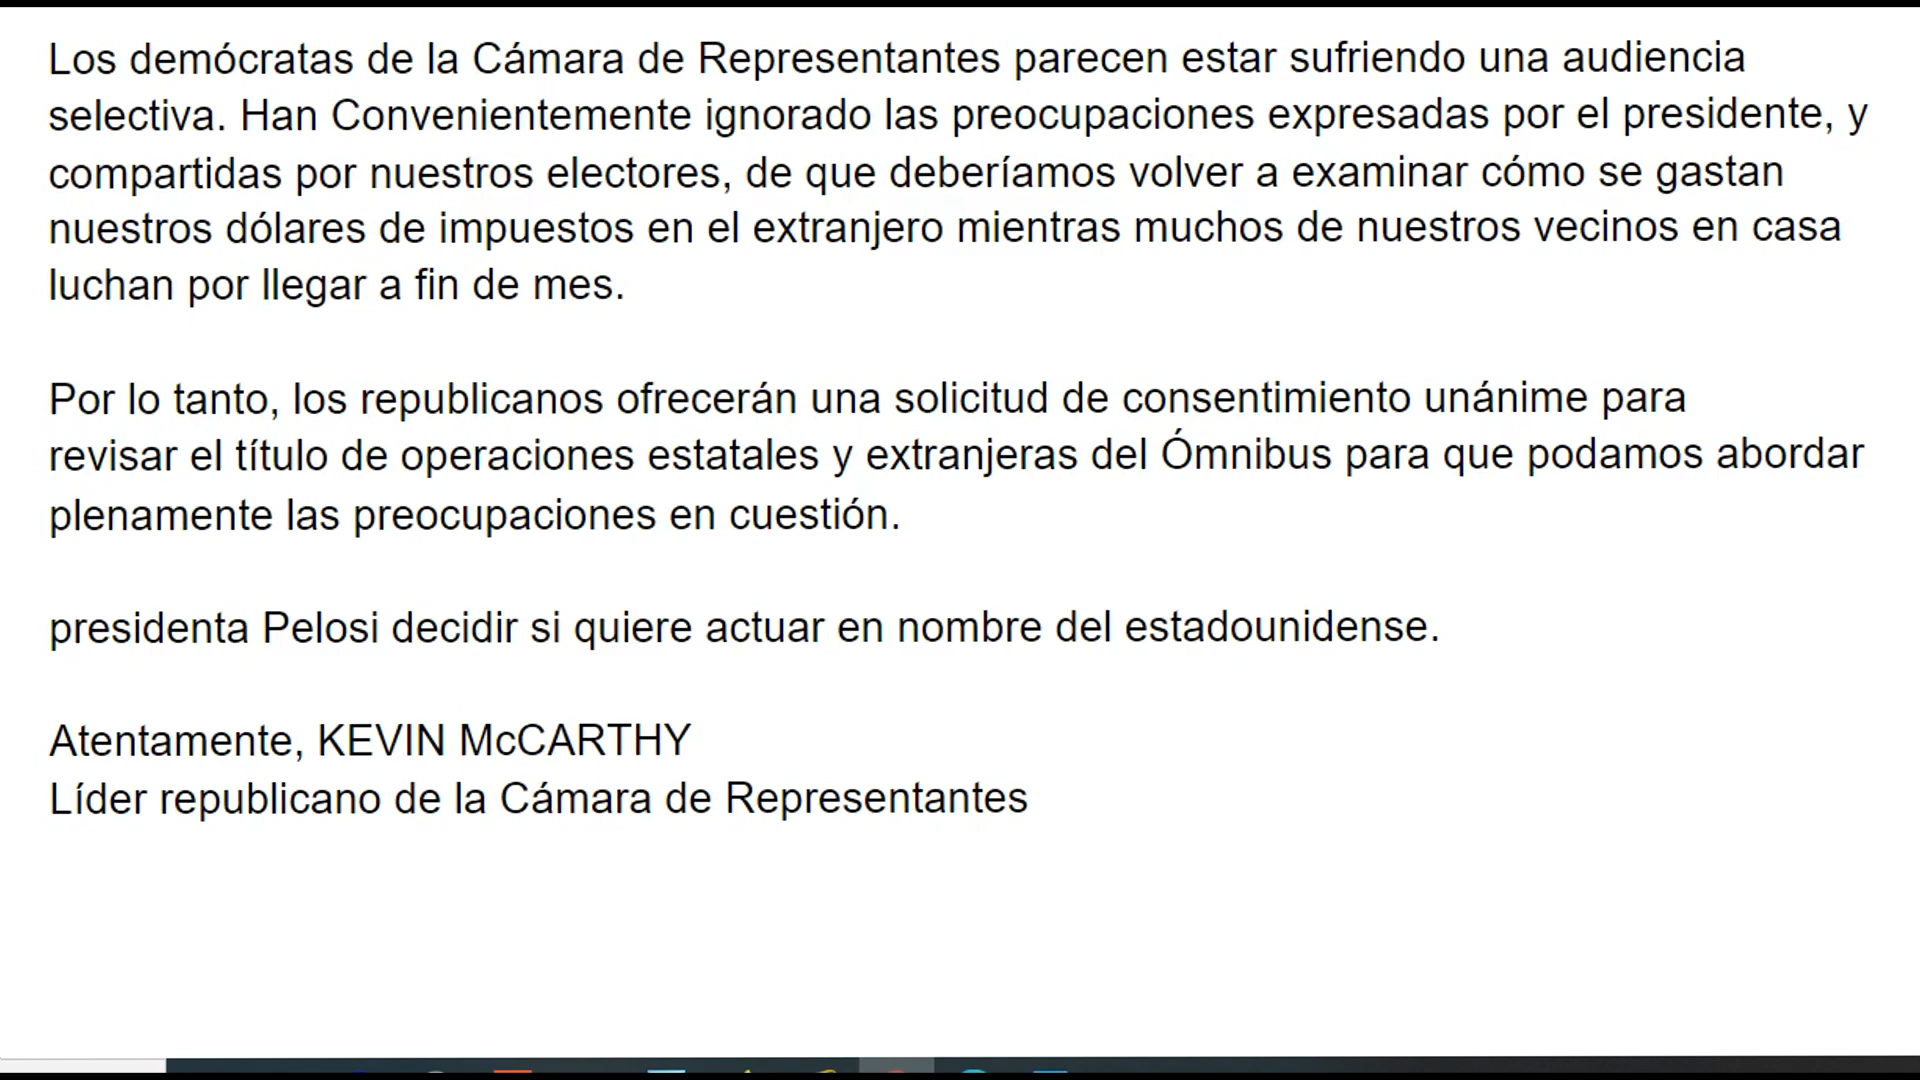 Los demócratas de la Cámara de Representantes parecen estar sufriendo una audiencia
selectiva. Han Convenientemente ignorado las preocupaciones expresadas por el presidente, y
compartidas por nuestros electores, de que deberíamos volver a examinar cómo se gastan
nuestros dólares de impuestos en el extranjero mientras muchos de nuestros vecinos en casa
luchan por llegar a fin de mes.
Por lo tanto, los republicanos ofrecerán una solicitud de consentimiento unánime para
revisar el título de operaciones estatales y extranjeras del Ómnibus para que podamos abordar
plenamente las preocupaciones en cuestión.
presidenta Pelosi decidir si quiere actuar en nombre del estadounidense.
Atentamente, KEVIN McCARTHY
Líder republicano de la Cámara de Representantes